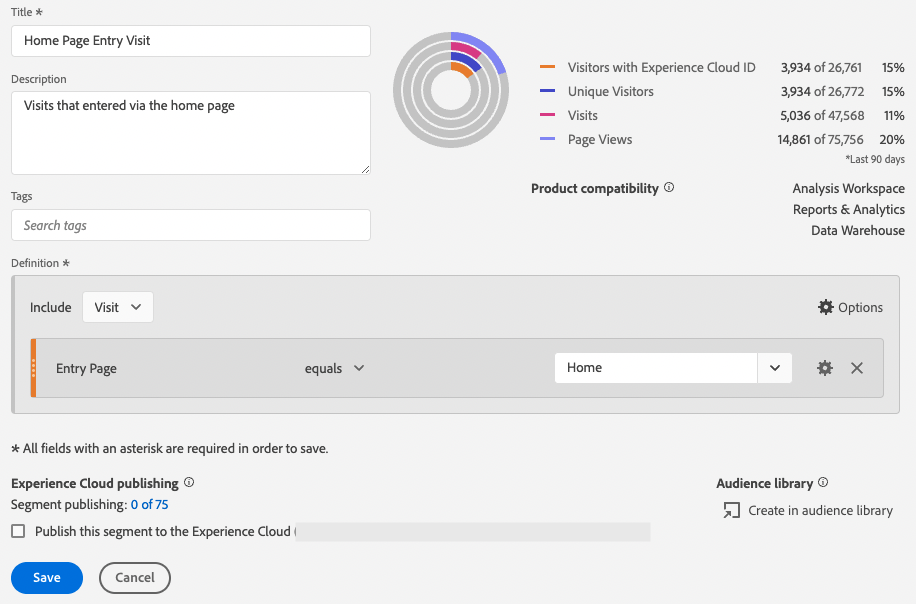 Title *
Home Page Entry Visit
Description
Visits that entered via the home page
Tags
Search tags
Visitors with Experience Cloud ID 3,934 of 26,761 15%
Unique Visitors 3,934 of 26,772 15%
Visits 5,036 of 47,568 11%
Page Views 14,861 of 75,756 20%
*Last 90 days
Product compatibility
Analysis Workspace
Reports & Analytics
Data Warehouse
Definition *
Include Visit Options
Entry Page equals Home
* All fields with an asterisk are required in order to save.
Experience Cloud publishing
Segment publishing: 0 of 75
Publish this segment to the Experience Cloud (
Audience library
Create in audience library
Save Cancel